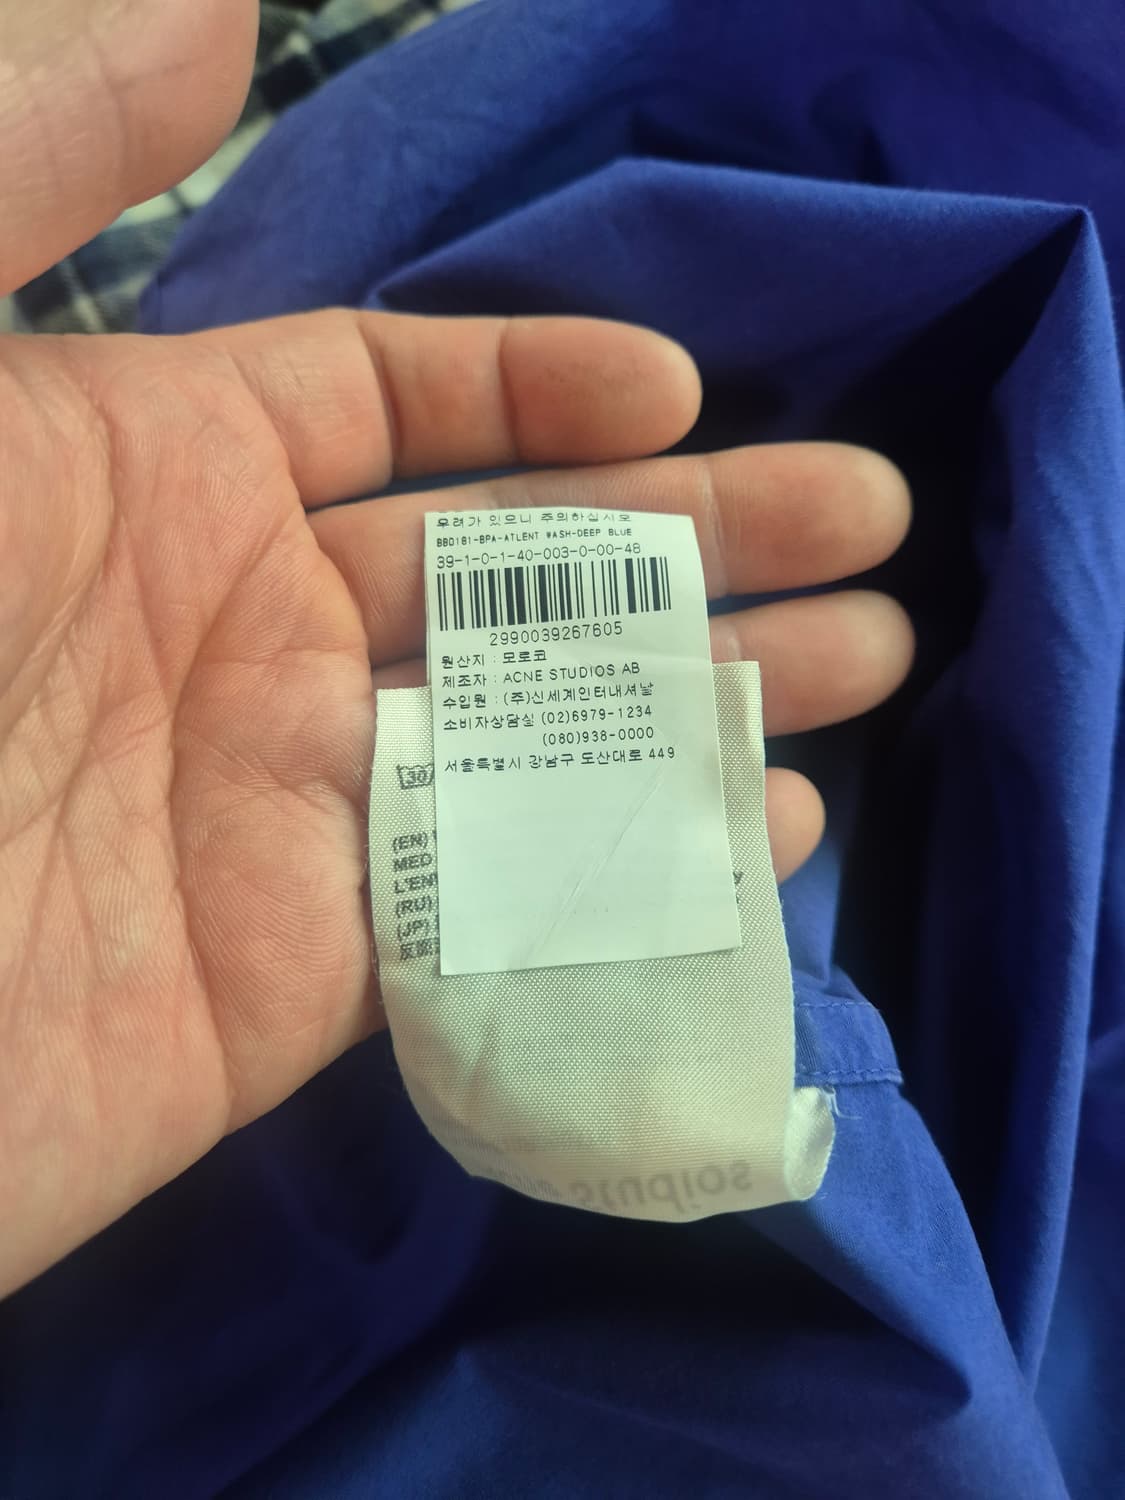 우려가 있으니 주의하십시오
BB0181-BPA-ATLENT WASH-DEEP BLUE
39-1-0-1-40-003-0-00-48
2990039267605
원산지 : 모로코
제조자 : ACNE STUDIOS AB
수입원 : (주)신세계인터내셔날
소비자상담실 (02)6979-1234
(080)938-0000
서울특별시 강남구 도산대로 449
30
(EN)
MED
L'EN
(RU)
(JP)
studios